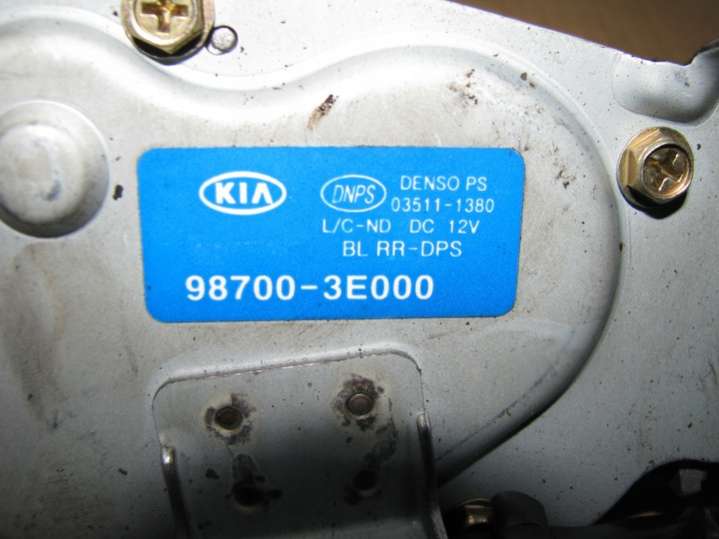 KIA DNPS DENSO PS
03511-1380
L/C-ND DC 12V
BL RR-DPS
98700-3E000